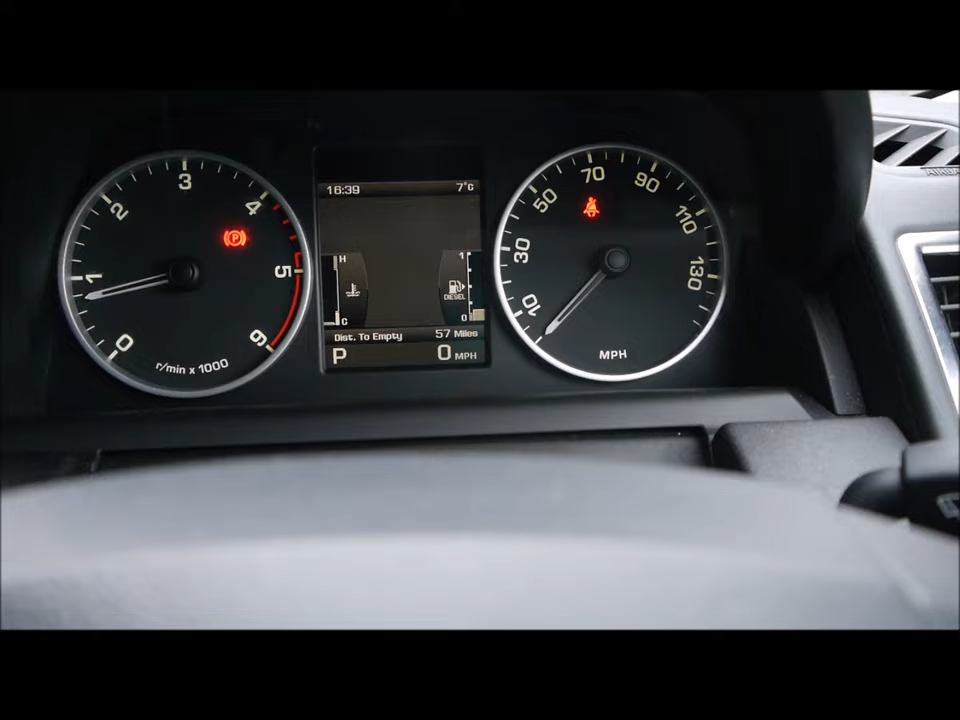 0
1
2
3
4
5
6
r/min x 1000
P
16:39
7°C
H
C
1
DIESEL
0
Dist. To Empty 57 Miles
P 0 MPH
10
30
50
70
90
110
130
MPH
AIRBAG